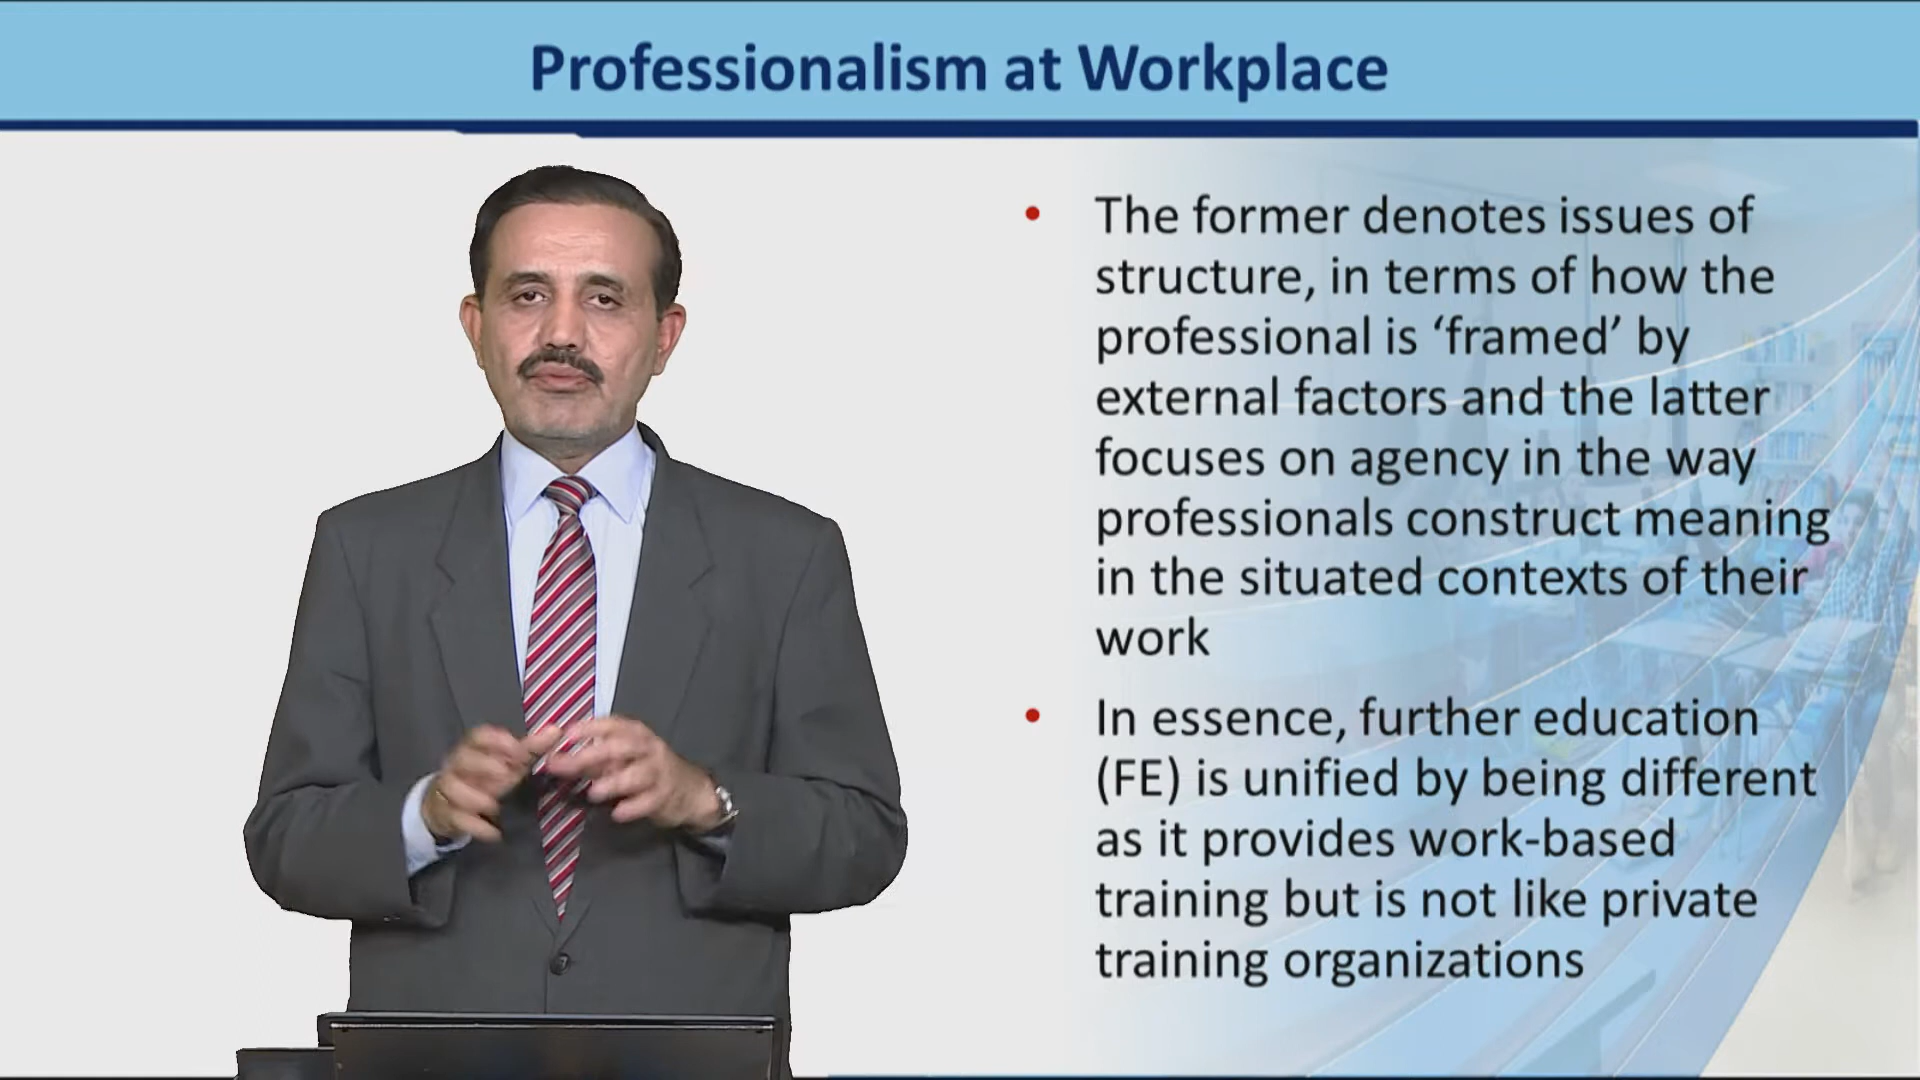 Professionalism at Workplace
• The former denotes issues of
structure, in terms of how the
professional is ‘framed’ by
external factors and the latter
focuses on agency in the way
professionals construct meaning
in the situated contexts of their
work
• In essence, further education
(FE) is unified by being different
as it provides work-based
training but is not like private
training organizations